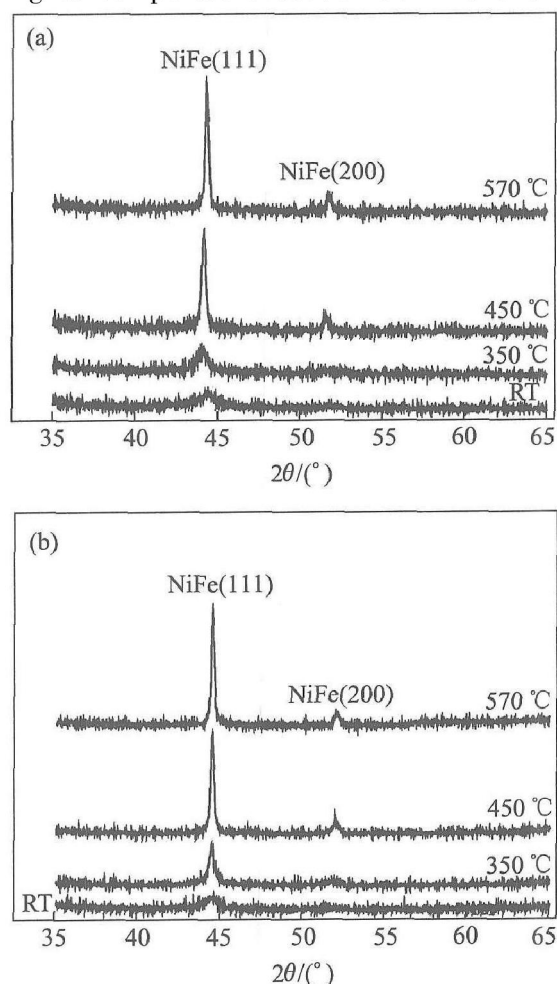 (a)
NiFe(111)
NiFe(200)
570 ℃
450 ℃
350 ℃
RT
35 40 45 50 55 60 65
2θ/(°)
(b)
NiFe(111)
NiFe(200)
570 ℃
450 ℃
350 ℃
RT
35 40 45 50 55 60 65
2θ/(°)